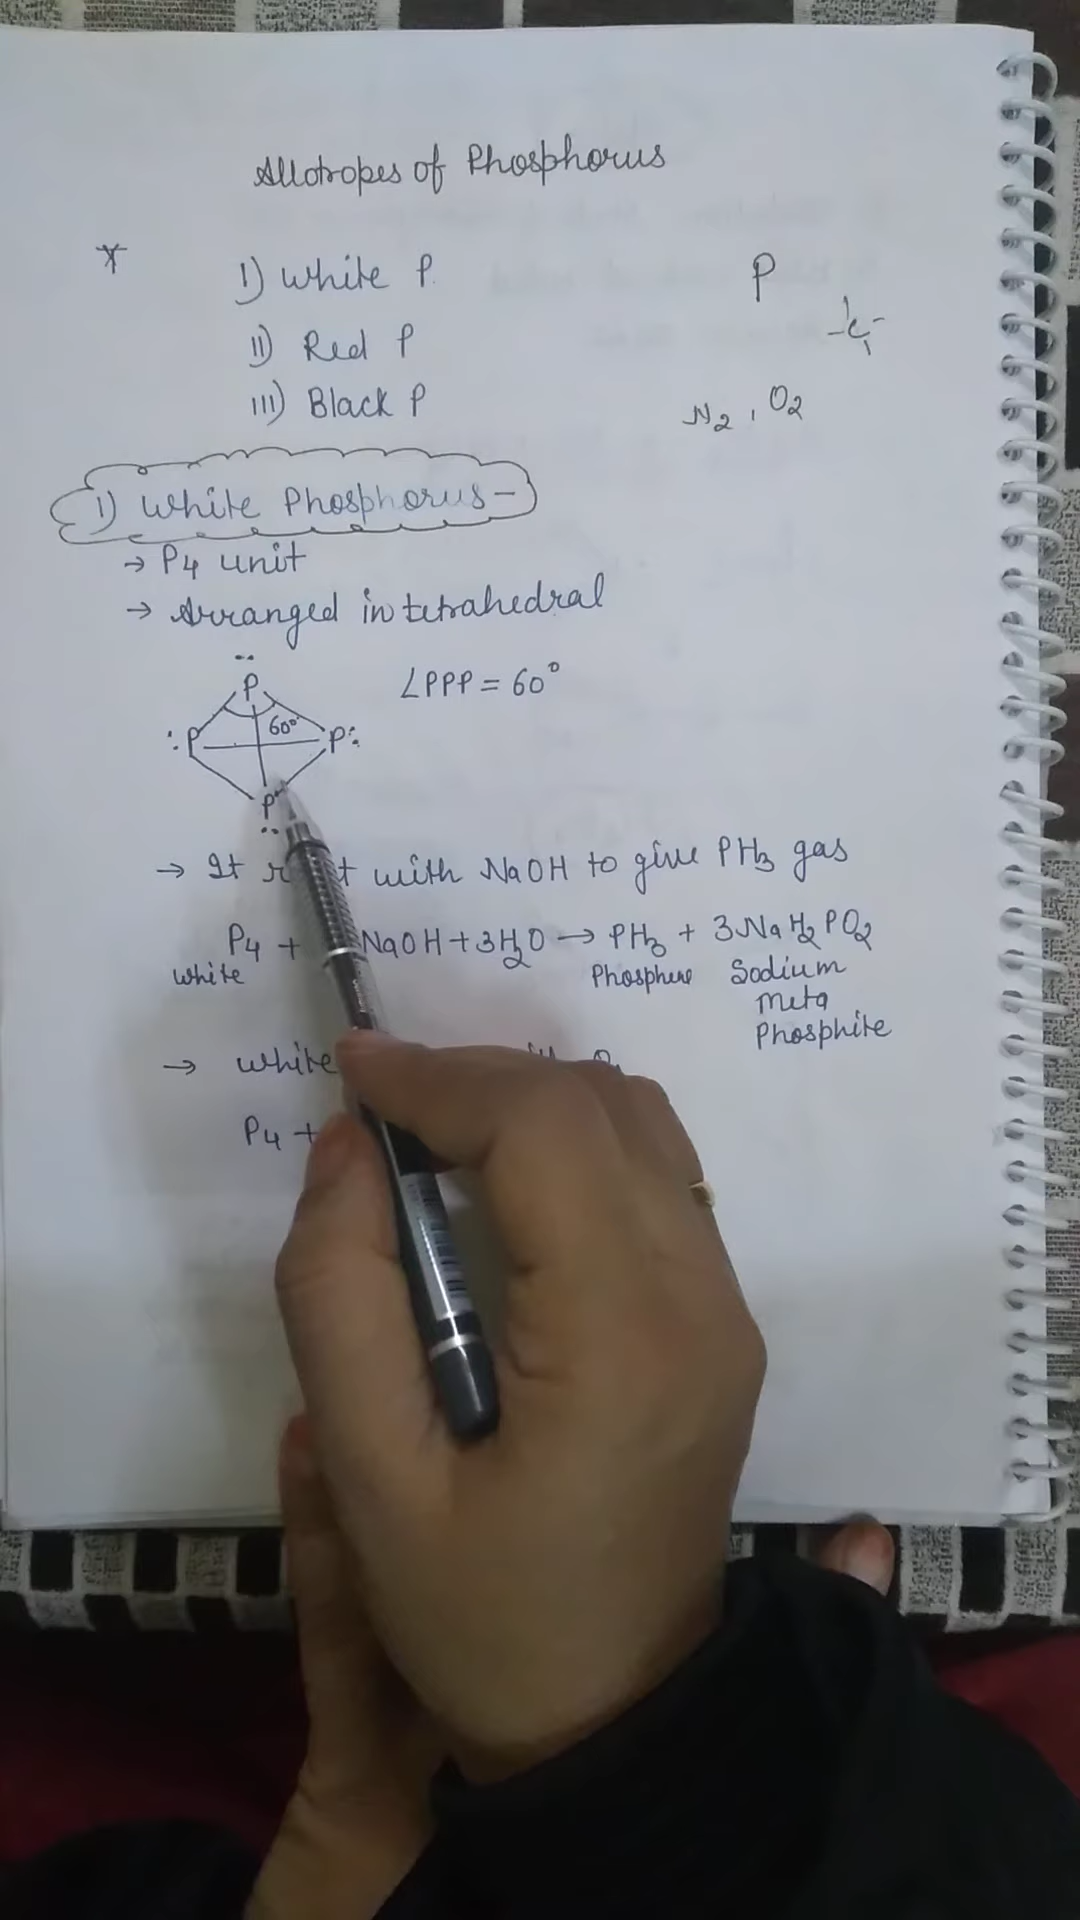 Allotropes of Phosphorus
I) White P.
II) Red P
III) Black P
P
-C-
N2, O2
1) White Phosphorus-
→ P4 unit
→ Arranged in tetrahedral
P
:P 60° P:
P
∠PPP = 60°
→ It with NaOH to give PH3 gas
P4 + NaOH + 3H2O → PH3 + 3NaH2PO2
White Phosphene Sodium
meta
Phosphite
→ White
P4 +